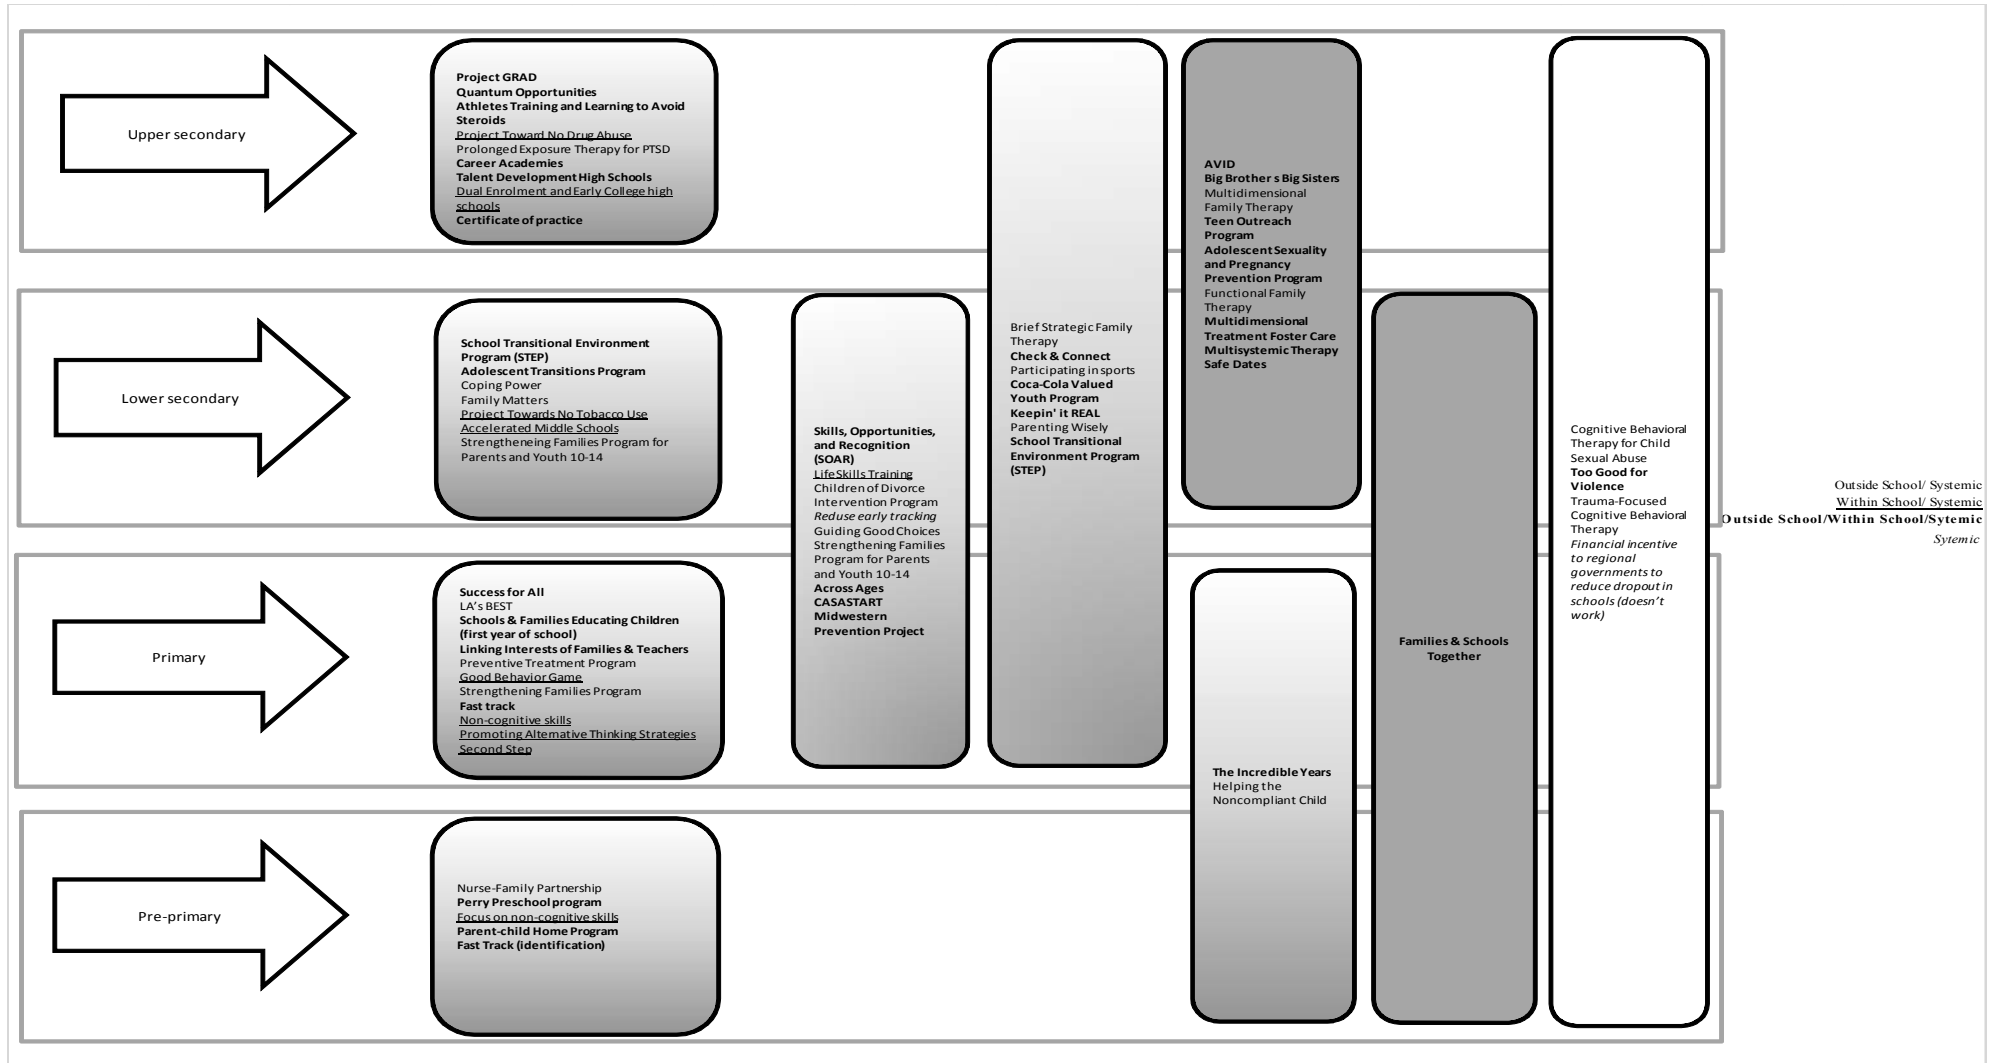 Upper secondary
Project GRAD
Quantum Opportunities
Athletes Training and Learning to Avoid
Steroids
Project Toward No Drug Abuse
Prolonged Exposure Therapy for PTSD
Career Academies
Talent Development High Schools
Dual Enrolment and Early College high
schools
Certificate of practice
Lower secondary
School Transitional Environment
Program (STEP)
Adolescent Transitions Program
Coping Power
Family Matters
Project Towards No Tobacco Use
Accelerated Middle Schools
Strengtheneing Families Program for
Parents and Youth 10-14
Primary
Success for All
LA's BEST
Schools & Families Educating Children
(first year of school)
Linking Interests of Families & Teachers
Preventive Treatment Program
Good Behavior Game
Strengthening Families Program
Fast track
Non-cognitive skills
Promoting Alternative Thinking Strategies
Second Step
Pre-primary
Nurse-Family Partnership
Perry Preschool program
Focus on non-cognitive skills
Parent-child Home Program
Fast Track (identification)
Skills, Opportunities,
and Recognition
(SOAR)
LifeSkills Training
Children of Divorce
Intervention Program
Reduse early tracking
Guiding Good Choices
Strengthening Families
Program for Parents
and Youth 10-14
Across Ages
CASASTART
Midwestern
Prevention Project
Brief Strategic Family
Therapy
Check & Connect
Participating in sports
Coca-Cola Valued
Youth Program
Keepin' it REAL
Parenting Wisely
School Transitional
Environment Program
(STEP)
AVID
Big Brother s Big Sisters
Multidimensional
Family Therapy
Teen Outreach
Program
Adolescent Sexuality
and Pregnancy
Prevention Program
Functional Family
Therapy
Multidimensional
Treatment Foster Care
Multisystemic Therapy
Safe Dates
The Incredible Years
Helping the
Noncompliant Child
Families & Schools
Together
Cognitive Behavioral
Therapy for Child
Sexual Abuse
Too Good for
Violence
Trauma-Focused
Cognitive Behavioral
Therapy
Financial incentive
to regional
governments to
reduce dropout in
schools (doesn't
work)
Outside School/ Systemic
Within School/ Systemic
Outside School/Within School/Sytemic
Sytemic